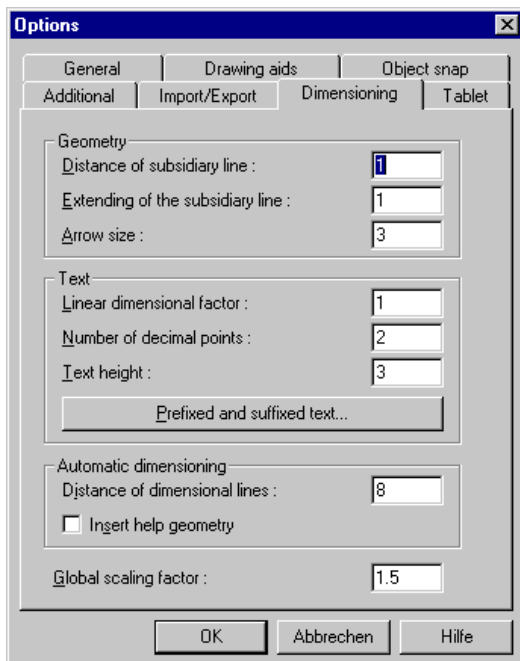 Options
General Drawing aids Object snap
Additional Import/Export Dimensioning Tablet
Geometry
Distance of subsidiary line : 1
Extending of the subsidiary line : 1
Arrow size : 3
Text
Linear dimensional factor : 1
Number of decimal points : 2
Text height : 3
Prefixed and suffixed text...
Automatic dimensioning
Distance of dimensional lines : 8
Insert help geometry
Global scaling factor : 1.5
OK Abbrechen Hilfe